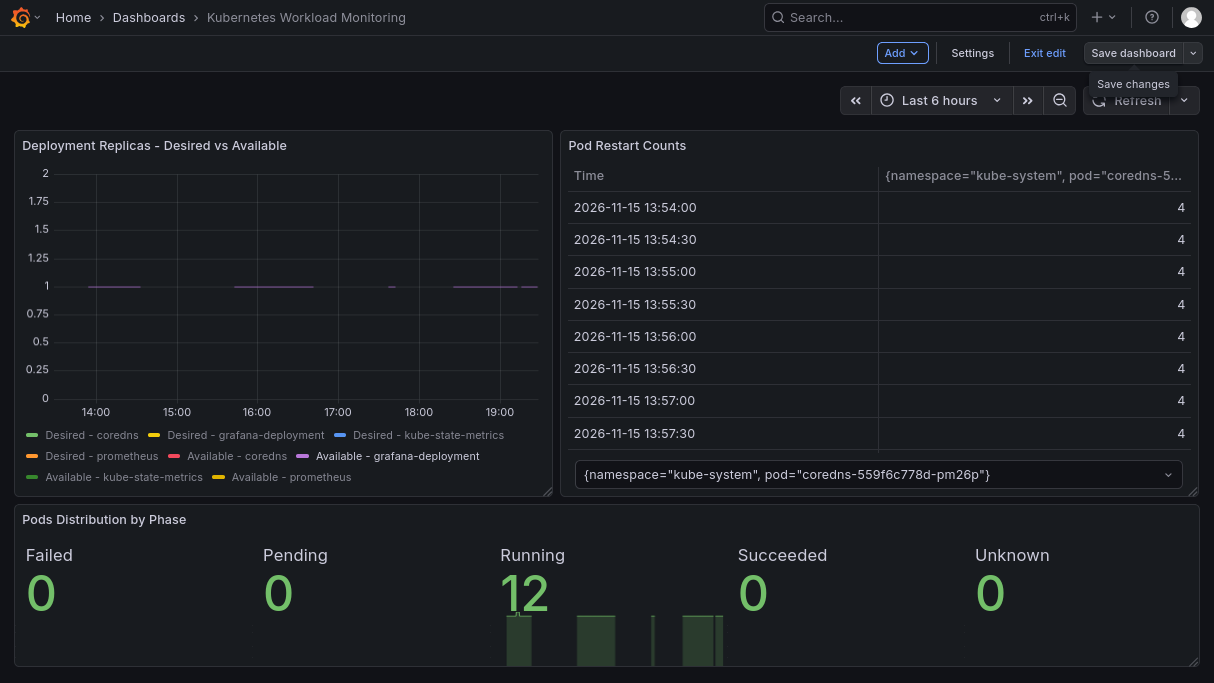 Home › Dashboards › Kubernetes Workload Monitoring
Search... ctrl+k
Add Settings Exit edit Save dashboard
Save changes
Last 6 hours Refresh
Deployment Replicas - Desired vs Available
2
1.75
1.5
1.25
1
0.75
0.5
0.25
0
14:00 15:00 16:00 17:00 18:00 19:00
Desired - coredns Desired - grafana-deployment Desired - kube-state-metrics
Desired - prometheus Available - coredns Available - grafana-deployment
Available - kube-state-metrics Available - prometheus
Pod Restart Counts
Time {namespace="kube-system", pod="coredns-5...
2026-11-15 13:54:00 4
2026-11-15 13:54:30 4
2026-11-15 13:55:00 4
2026-11-15 13:55:30 4
2026-11-15 13:56:00 4
2026-11-15 13:56:30 4
2026-11-15 13:57:00 4
2026-11-15 13:57:30 4
{namespace="kube-system", pod="coredns-559f6c778d-pm26p"}
Pods Distribution by Phase
Failed Pending Running Succeeded Unknown
0 0 12 0 0